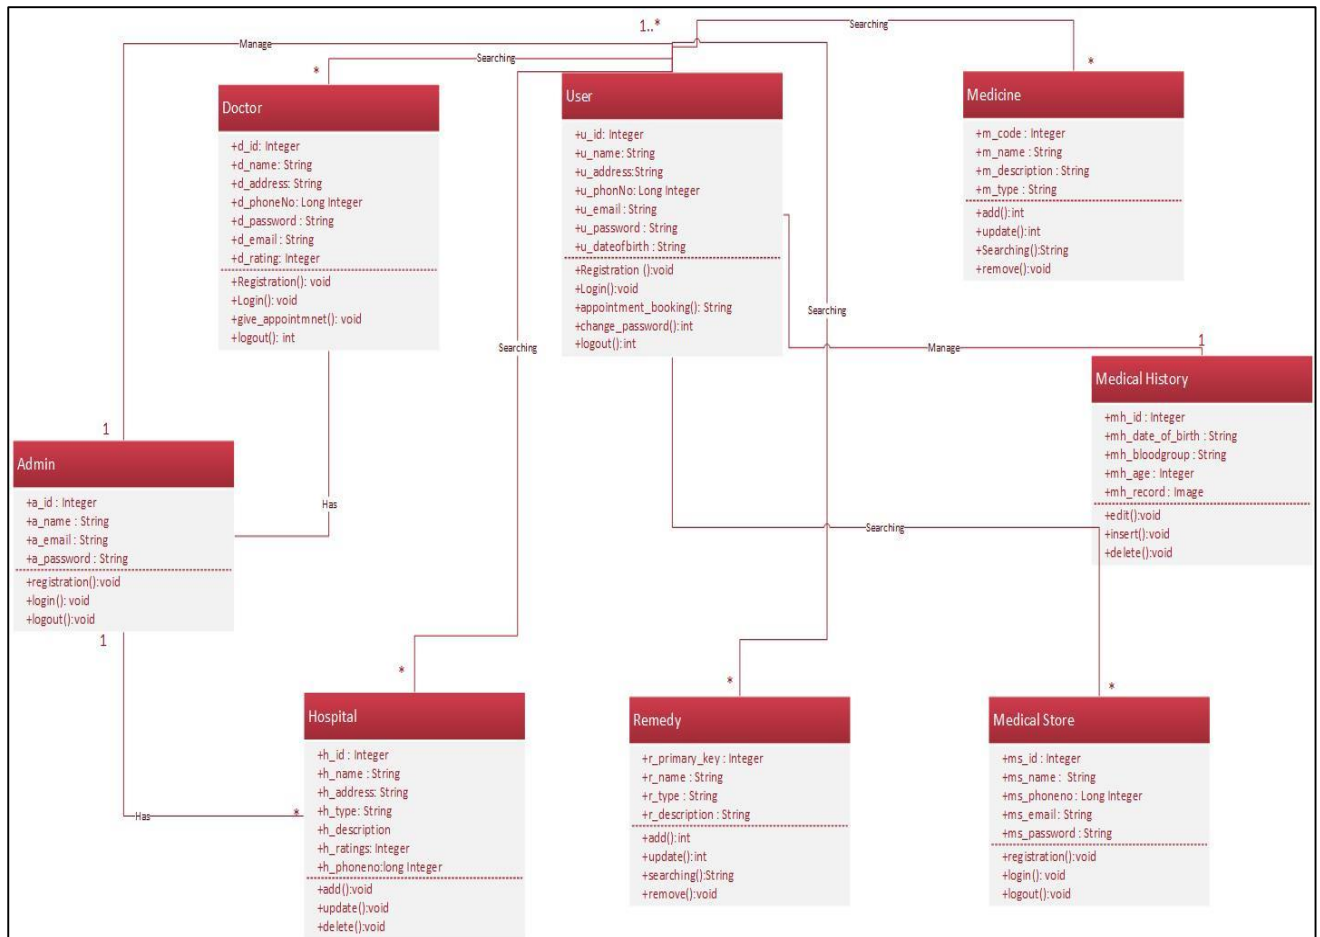 1..*
Searching
Manage
Searching
*
*
Doctor
+d_id: Integer
+d_name: String
+d_address: String
+d_phoneNo: Long Integer
+d_password : String
+d_email : String
+d_rating: Integer
+Registration(): void
+Login(): void
+give_appointmnet(): void
+logout(): int
User
+u_id: Integer
+u_name: String
+u_address:String
+u_phonNo: Long Integer
+u_email : String
+u_password : String
+u_dateofbirth : String
+Registration ():void
+Login():void
+appointment_booking(): String
+change_password():int
+logout():int
Medicine
+m_code : Integer
+m_name : String
+m_description : String
+m_type : String
+add():int
+update():int
+Searching():String
+remove():void
Searching
Searching
Manage
1
Medical History
+mh_id : Integer
+mh_date_of_birth : String
+mh_bloodgroup : String
+mh_age : Integer
+mh_record : Image
+edit():void
+insert():void
+delete():void
1
Admin
+a_id : Integer
+a_name : String
+a_email : String
+a_password : String
+registration():void
+login(): void
+logout():void
1
Has
Searching
*
*
*
Hospital
+h_id : Integer
+h_name : String
+h_address: String
+h_type: String
+h_description
+h_ratings: Integer
+h_phoneno:long Integer
+add():void
+update():void
+delete():void
Has
*
Remedy
+r_primary_key : Integer
+r_name : String
+r_type : String
+r_description : String
+add():int
+update():int
+searching():String
+remove():void
Medical Store
+ms_id : Integer
+ms_name : String
+ms_phoneno : Long Integer
+ms_email : String
+ms_password : String
+registration():void
+login(): void
+logout():void